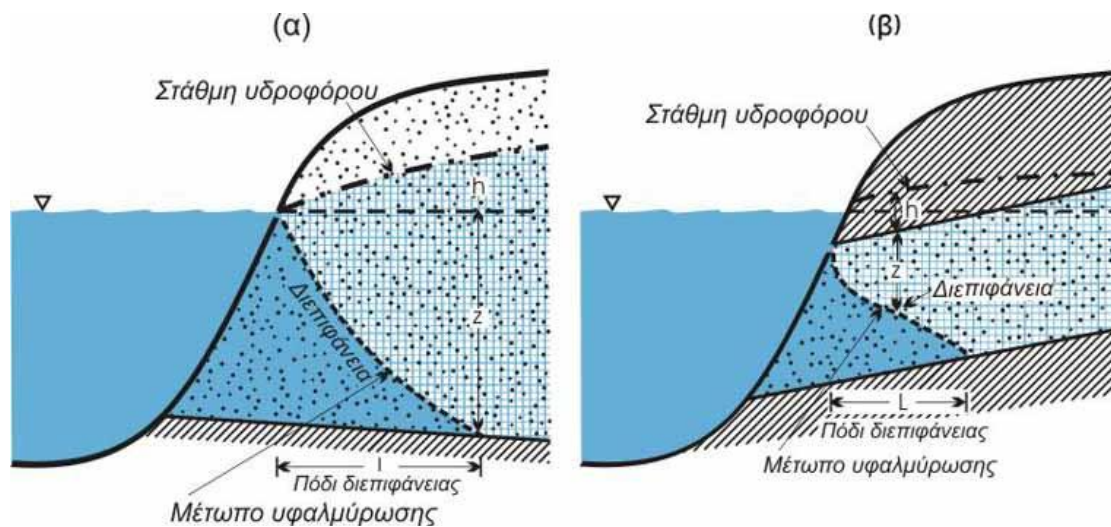 (α)
Στάθμη υδροφόρου
h
z
Διεπιφάνεια
L
Πόδι διεπιφάνειας
Μέτωπο υφαλμύρωσης
(β)
Στάθμη υδροφόρου
h
z
Διεπιφάνεια
L
Πόδι διεπιφάνειας
Μέτωπο υφαλμύρωσης